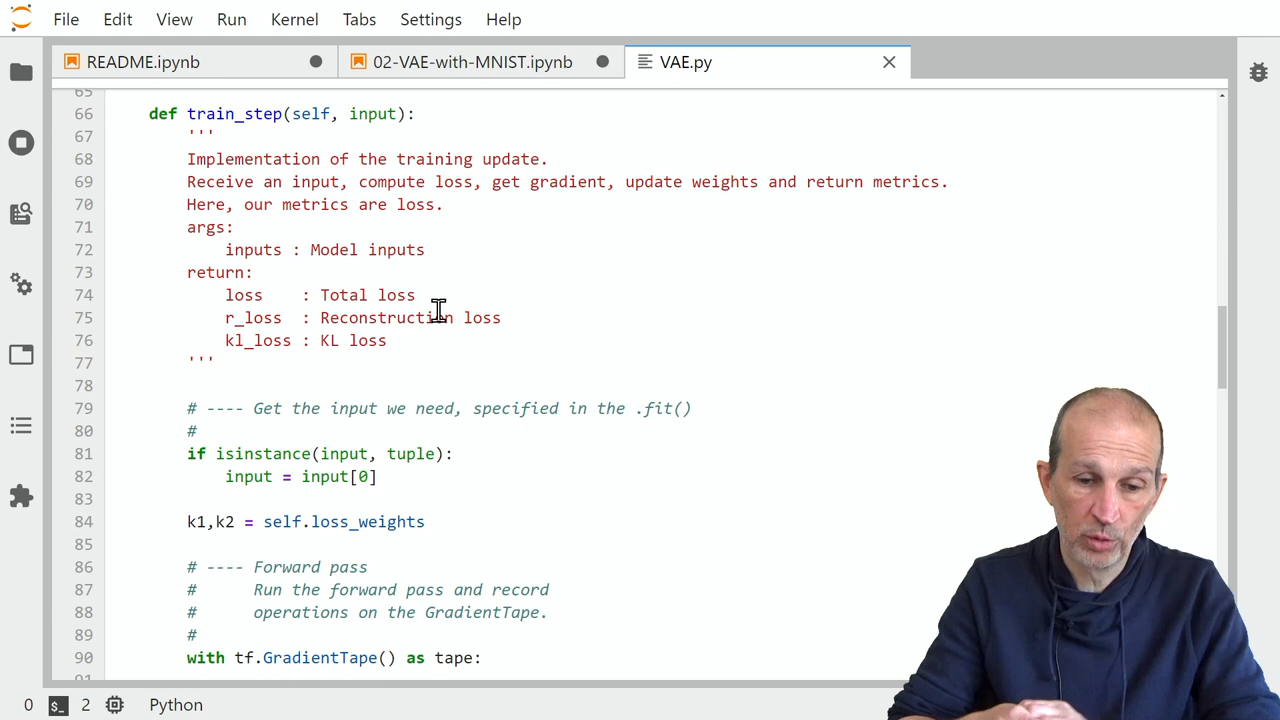 File Edit View Run Kernel Tabs Settings Help
README.ipynb 02-VAE-with-MNIST.ipynb VAE.py
65
66 def train_step(self, input):
67 '''
68 Implementation of the training update.
69 Receive an input, compute loss, get gradient, update weights and return metrics.
70 Here, our metrics are loss.
71 args:
72 inputs : Model inputs
73 return:
74 loss : Total loss
75 r_loss : Reconstruction loss
76 kl_loss : KL loss
77 '''
78
79 # ---- Get the input we need, specified in the .fit()
80 #
81 if isinstance(input, tuple):
82 input = input[0]
83
84 k1,k2 = self.loss_weights
85
86 # ---- Forward pass
87 # Run the forward pass and record
88 # operations on the GradientTape.
89 #
90 with tf.GradientTape() as tape:
91
0 $_ 2 Python